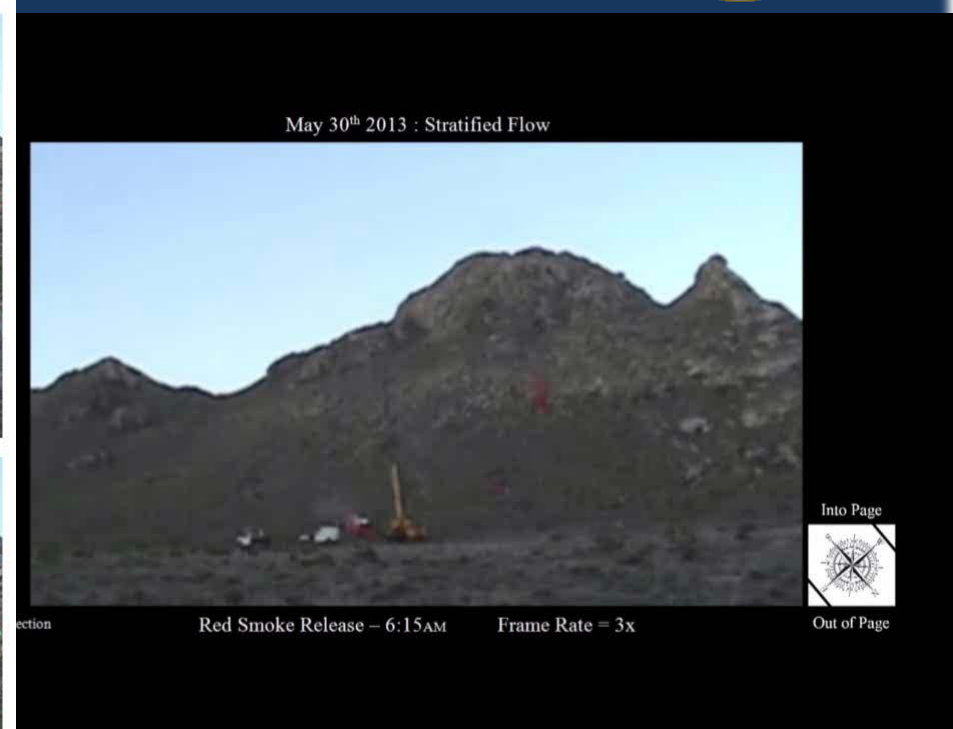 May 30th 2013 : Stratified Flow
Into Page
ection
Red Smoke Release – 6:15AM Frame Rate = 3x
Out of Page